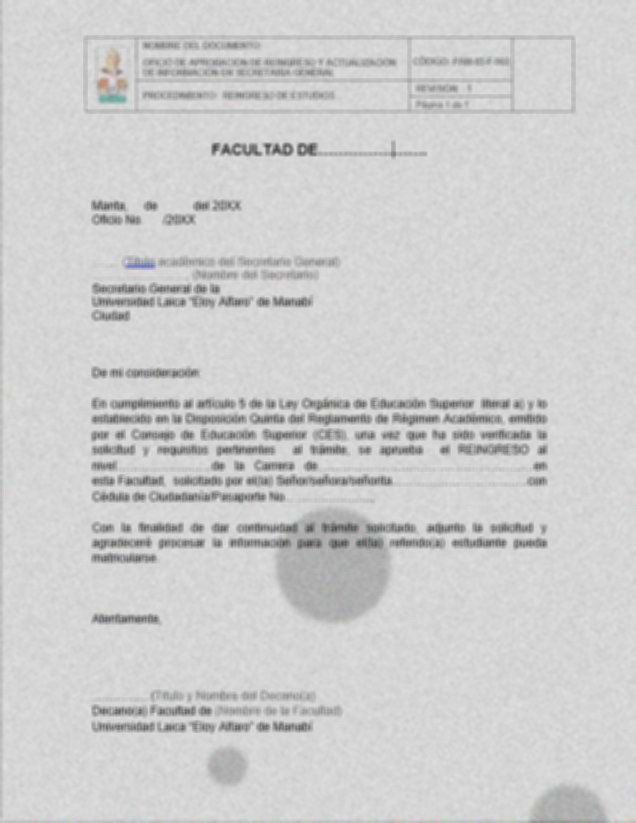 NOMBRE DEL DOCUMENTO:
OFICIO DE APROBACIÓN DE REINGRESO Y ACTUALIZACIÓN
DE INFORMACIÓN DE SECRETARÍA GENERAL
CÓDIGO:
PROCEDIMIENTO: REINGRESO DE ESTUDIOS
REVISIÓN: 1
Página 1 de 1
FACULTAD DE........................
Manta, de del 20XX
Oficio No /20XX
(Título académico del Secretario General)
(Nombre del Secretario)
Secretario General de la
Universidad Laica "Eloy Alfaro" de Manabí
Ciudad
De mi consideración:
En cumplimiento al artículo 5 de la Ley Orgánica de Educación Superior literal a) y lo
establecido en la Disposición Quinta del Reglamento de Régimen Académico, emitido
por el Consejo de Educación Superior (CES), una vez que ha sido verificada la
solicitud y requisitos pertinentes al trámite, se aprueba el REINGRESO al
nivel........................ de la Carrera de........................ en
esta Facultad, solicitado por el(la) Señor/señora/señorita........................con
Cédula de Ciudadanía/Pasaporte No........................
Con la finalidad de dar continuidad al trámite solicitado, adjunto la solicitud y
agradeceré procesar la información para que el(la) referido(a) estudiante pueda
matricularse.
Atentamente,
(Título y Nombre del Decano(a)
Decano(a) Facultad de (Nombre de la Facultad)
Universidad Laica "Eloy Alfaro" de Manabí